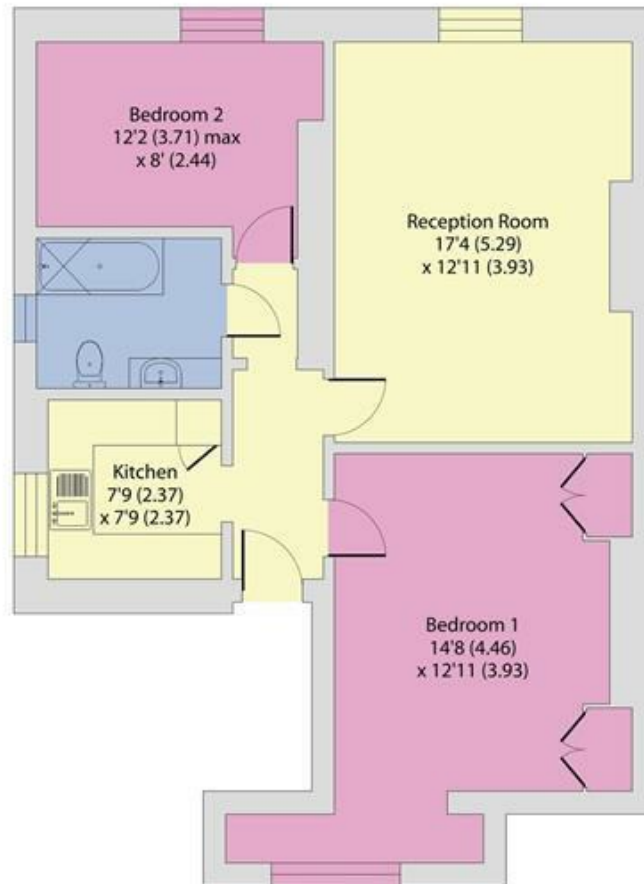 Bedroom 2
12'2 (3.71) max
x 8' (2.44)
Reception Room
17'4 (5.29)
x 12'11 (3.93)
Kitchen
7'9 (2.37)
x 7'9 (2.37)
Bedroom 1
14'8 (4.46)
x 12'11 (3.93)